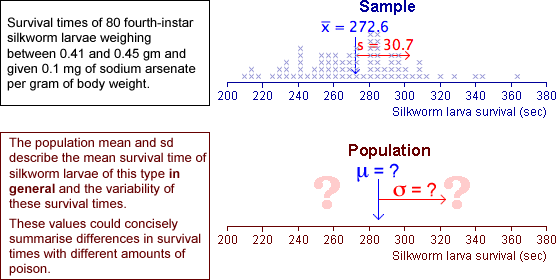 Survival times of 80 fourth-instar
silkworm larvae weighing
between 0.41 and 0.45 gm and
given 0.1 mg of sodium arsenate
per gram of body weight.
Sample
x̅ = 272.6
s = 30.7
200 220 240 260 280 300 320 340 360 380
Silkworm larva survival (sec)
The population mean and sd
describe the mean survival time of
silkworm larvae of this type in
general and the variability of
these survival times.
These values could concisely
summarise differences in survival
times with different amounts of
poison.
Population
μ = ?
? σ = ? ?
200 220 240 260 280 300 320 340 360 380
Silkworm larva survival (sec)